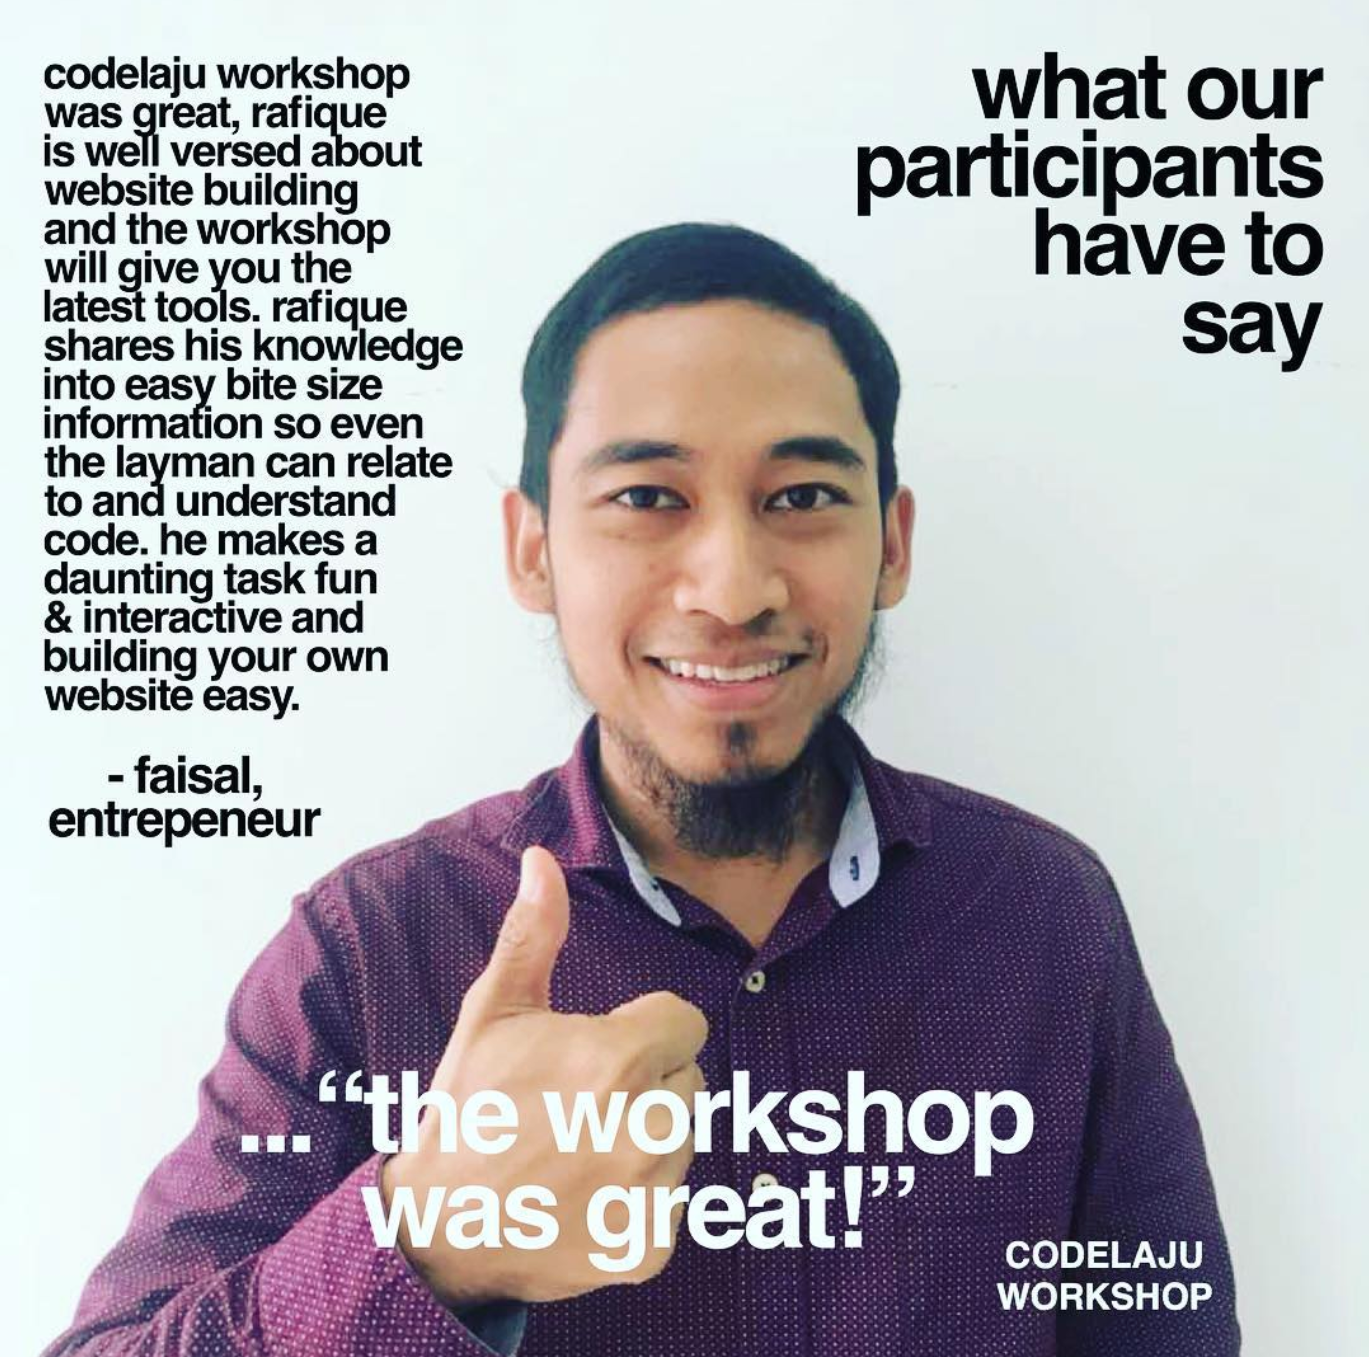 codelaju workshop
was great, rafique
is well versed about
website building
and the workshop
will give you the
latest tools. rafique
shares his knowledge
into easy bite size
information so even
the layman can relate
to and understand
code. he makes a
daunting task fun
& interactive and
building your own
website easy.
- faisal,
entrepeneur
what our
participants
have to
say
... “the workshop
was great!”
CODELAJU
WORKSHOP